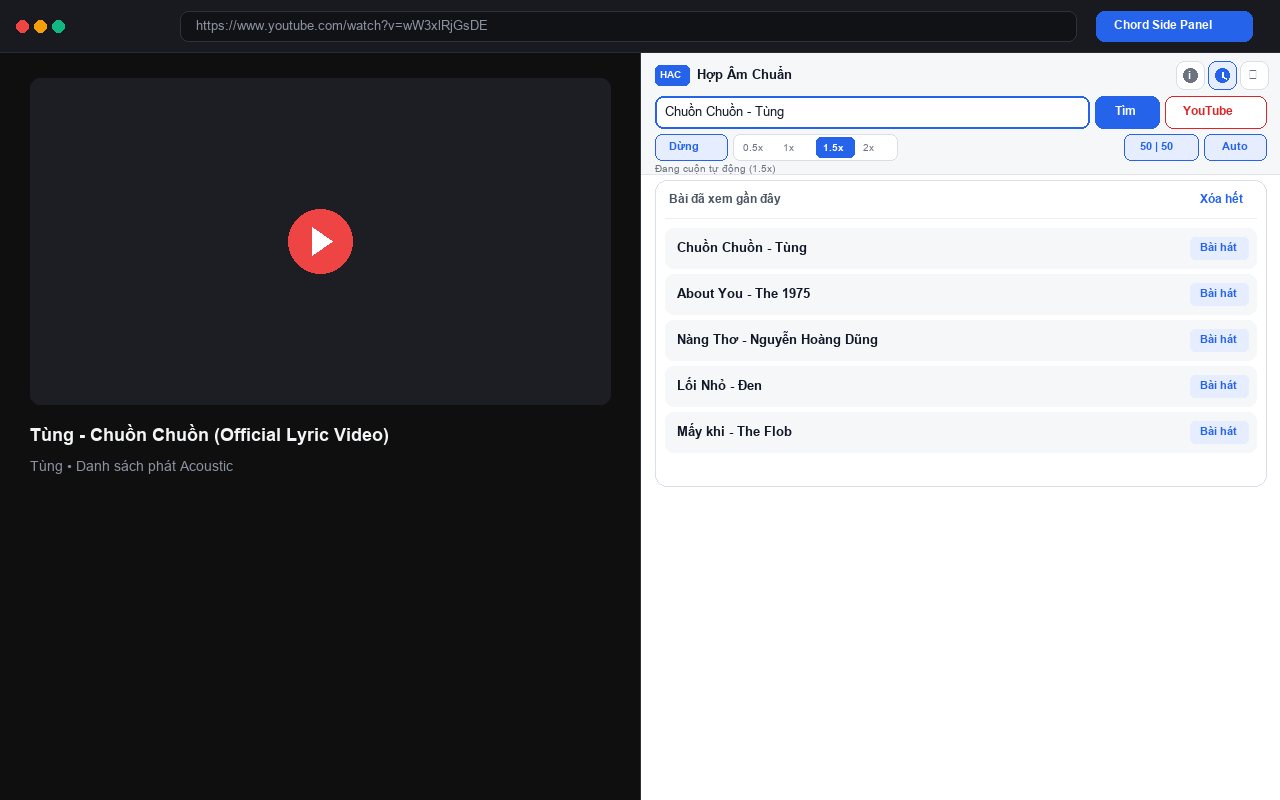 https://www.youtube.com/watch?v=wW3xlRjGsDE
Chord Side Panel
HAC
Hợp Âm Chuẩn
Chuồn Chuồn - Tùng
Tìm
YouTube
Dừng
0.5x
1x
1.5x
2x
50 | 50
Auto
Đang cuộn tự động (1.5x)
Bài đã xem gần đây
Xóa hết
Chuồn Chuồn - Tùng
Bài hát
About You - The 1975
Bài hát
Nàng Thơ - Nguyễn Hoàng Dũng
Bài hát
Lối Nhỏ - Đen
Bài hát
Mấy khi - The Flob
Bài hát
Tùng - Chuồn Chuồn (Official Lyric Video)
Tùng • Danh sách phát Acoustic